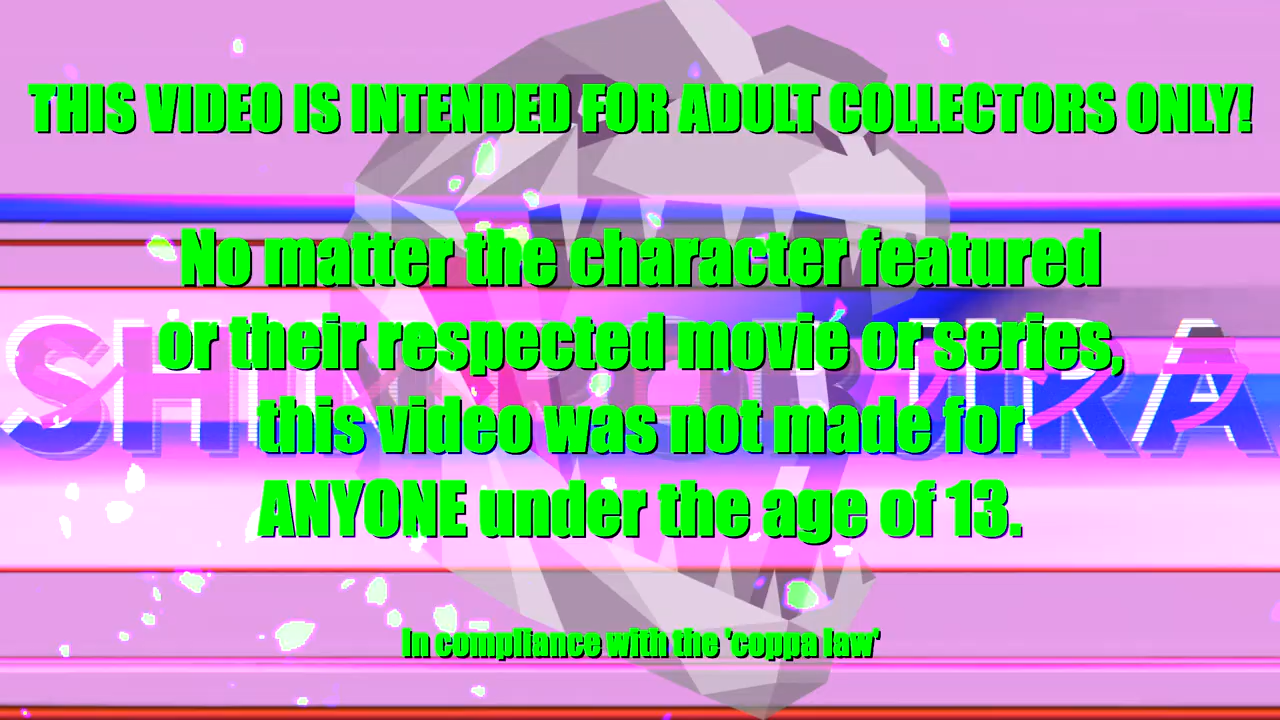 THIS VIDEO IS INTENDED FOR ADULT COLLECTORS ONLY!
No matter the character featured
or their respected movie or series,
this video was not made for
ANYONE under the age of 13.
In compliance with the 'coppa law'